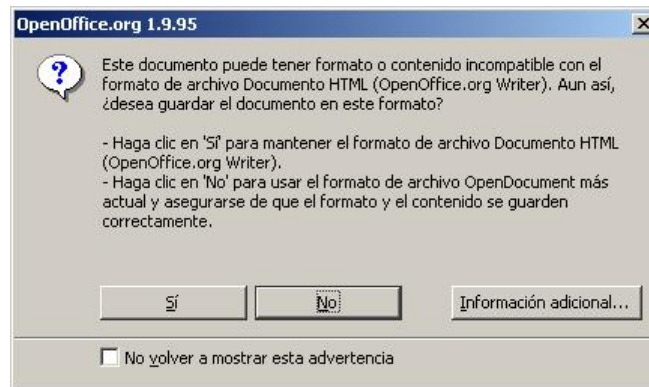 OpenOffice.org 1.9.95
Este documento puede tener formato o contenido incompatible con el
formato de archivo Documento HTML (OpenOffice.org Writer). Aun así,
¿desea guardar el documento en este formato?
- Haga clic en 'Sí' para mantener el formato de archivo Documento HTML
(OpenOffice.org Writer).
- Haga clic en 'No' para usar el formato de archivo OpenDocument más
actual y asegurarse de que el formato y el contenido se guarden
correctamente.
Sí No Información adicional...
No volver a mostrar esta advertencia